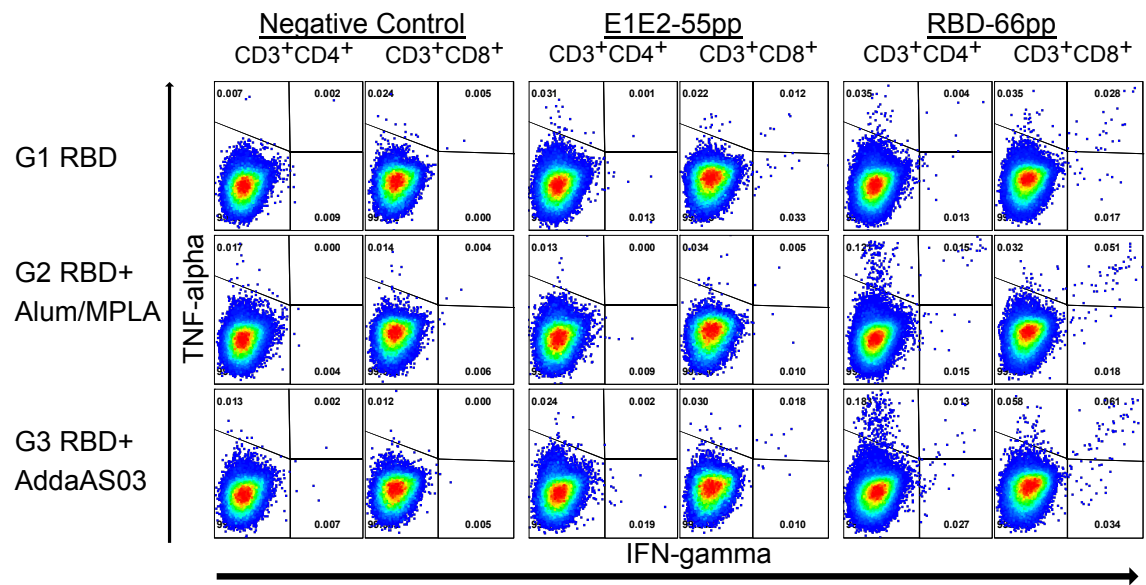 Negative Control E1E2-55pp RBD-66pp
CD3+CD4+ CD3+CD8+ CD3+CD4+ CD3+CD8+ CD3+CD4+ CD3+CD8+
0.007 0.002 0.024 0.005 0.031 0.001 0.022 0.012 0.035 0.004 0.035 0.028
G1 RBD
0.009 0.000 0.013 0.033 0.013 0.017
0.017 0.000 0.014 0.004 0.013 0.000 0.034 0.005 0.015 0.032 0.051
G2 RBD+
Alum/MPLA
0.004 0.006 0.009 0.010 0.015 0.018
0.013 0.002 0.012 0.000 0.024 0.002 0.030 0.018 0.013 0.058 0.061
G3 RBD+
AddaAS03
0.007 0.005 0.019 0.010 0.027 0.034
TNF-alpha
IFN-gamma